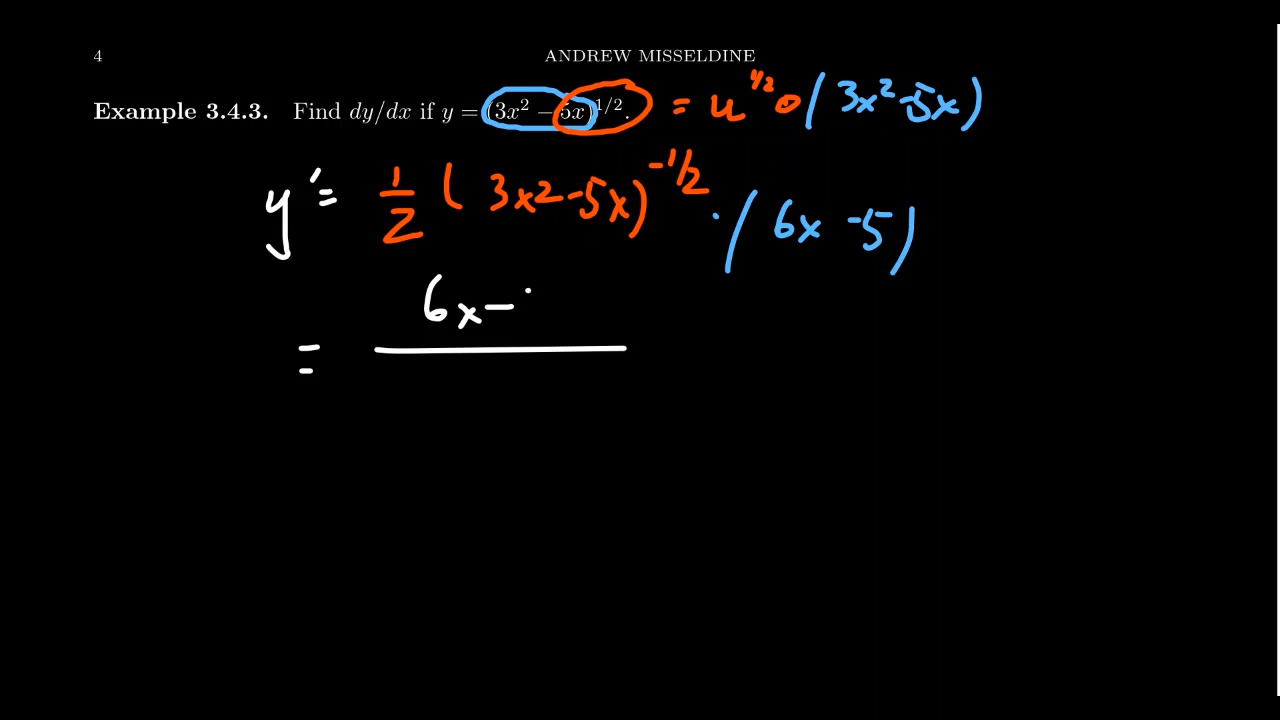 4 ANDREW MISSELDINE
Example 3.4.3. Find dy/dx if y = (3x² − 5x)^{1/2}. = u^{1/2} ∘ (3x² -5x)
y' = 1/2 (3x2-5x)^{-1/2} · (6x -5)
= 6x −